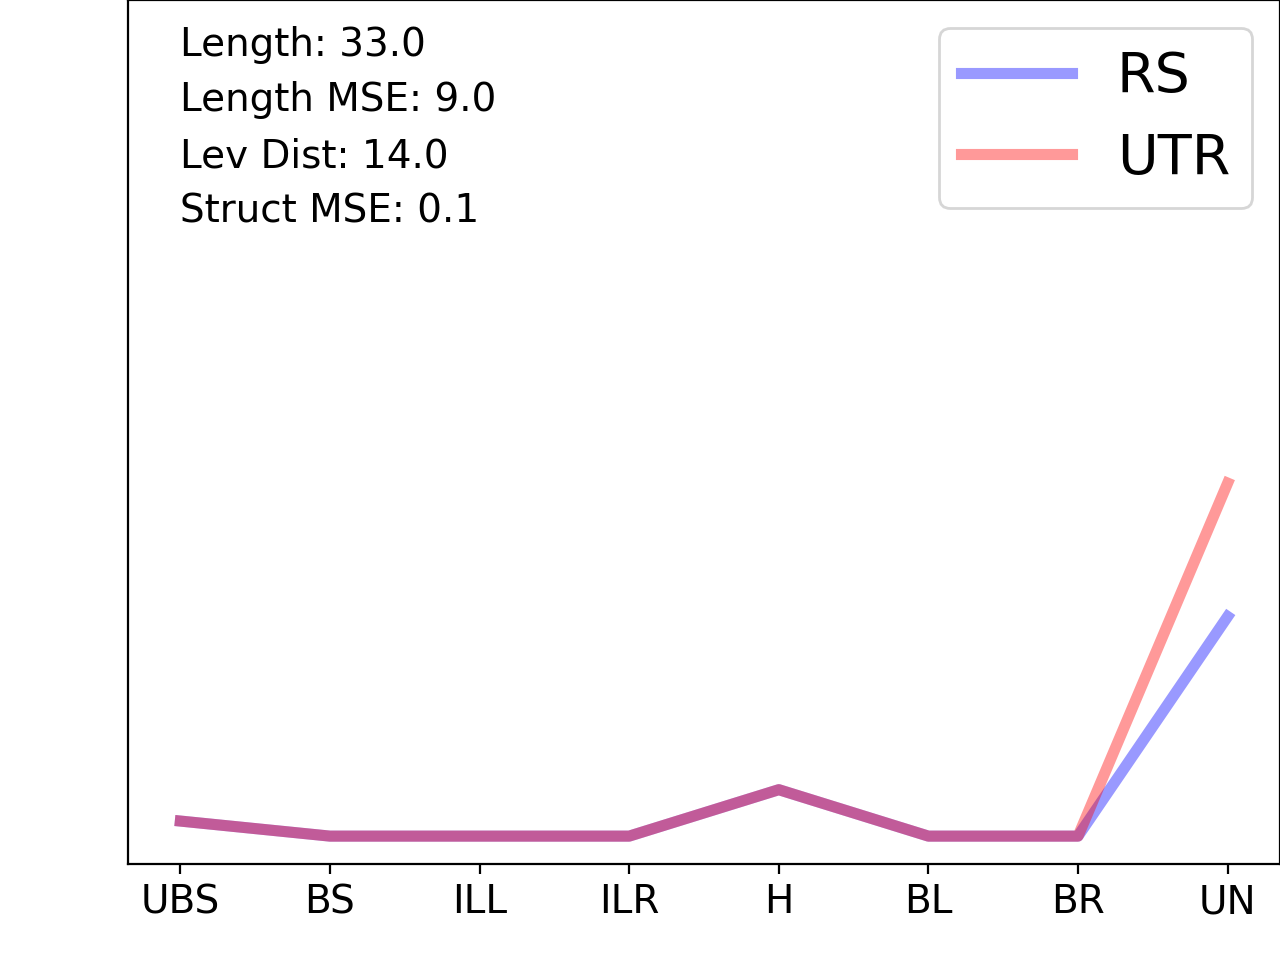 Length: 33.0
Length MSE: 9.0
Lev Dist: 14.0
Struct MSE: 0.1
RS
UTR
UBS BS ILL ILR H BL BR UN